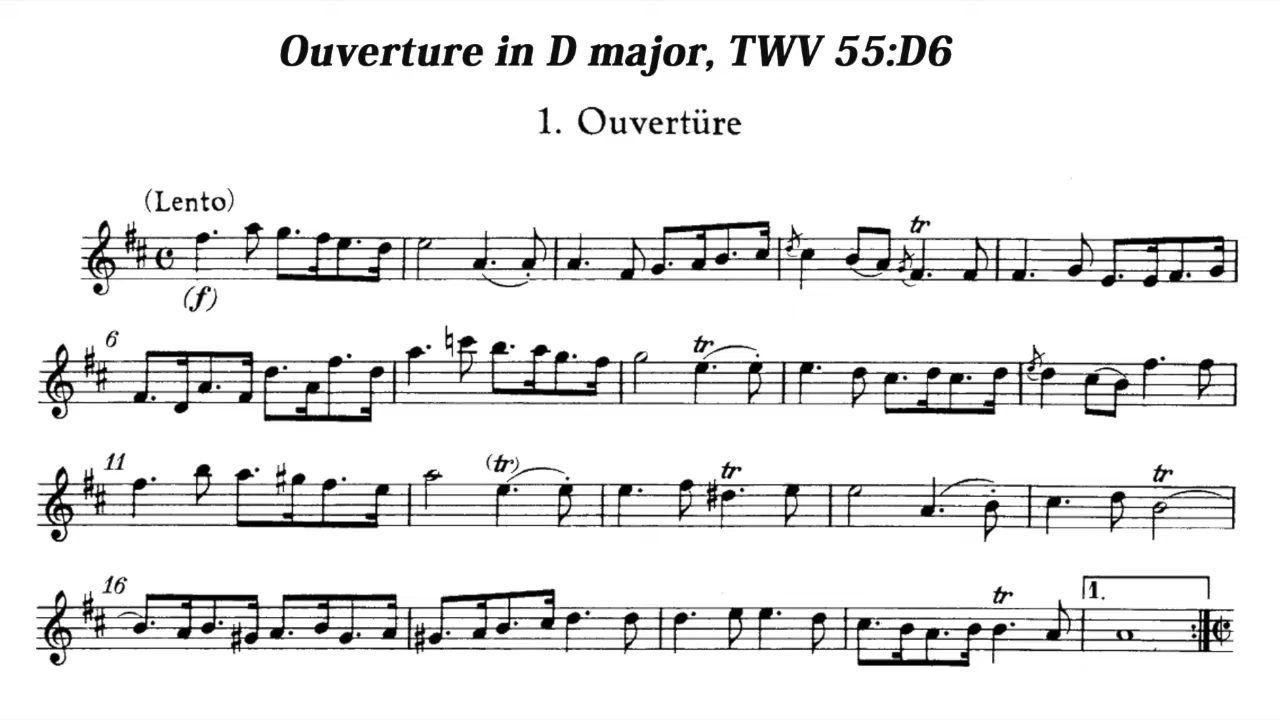 Ouverture in D major, TWV 55:D6
1. Ouvertüre
(Lento)
tr
(f)
6
tr
11
(tr) tr tr
16
tr 1.